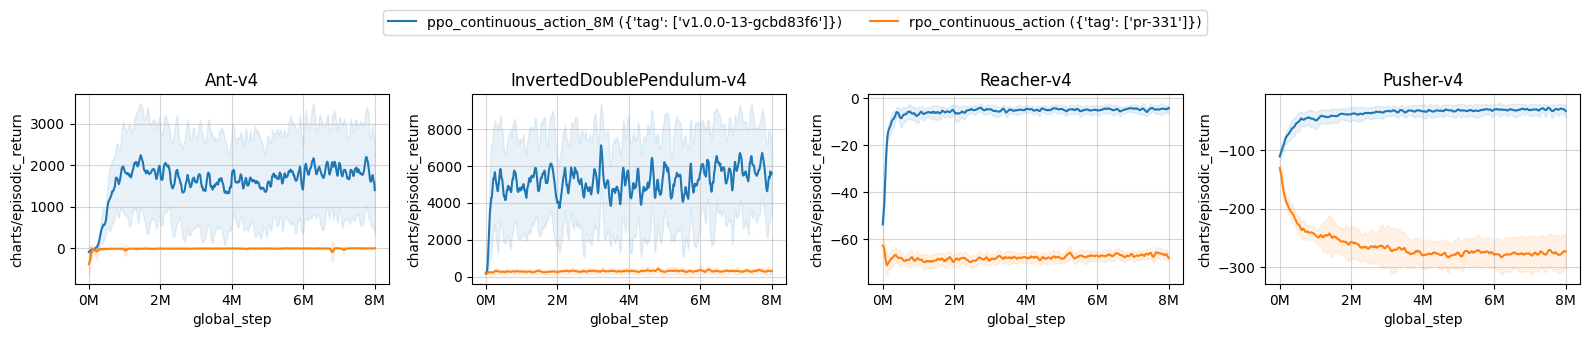 ppo_continuous_action_8M ({'tag': ['v1.0.0-13-gcbd83f6']}) rpo_continuous_action ({'tag': ['pr-331']})
Ant-v4
charts/episodic_return
3000
2000
1000
0
0M 2M 4M 6M 8M
global_step
InvertedDoublePendulum-v4
charts/episodic_return
8000
6000
4000
2000
0
0M 2M 4M 6M 8M
global_step
Reacher-v4
charts/episodic_return
0
−20
−40
−60
0M 2M 4M 6M 8M
global_step
Pusher-v4
charts/episodic_return
−100
−200
−300
0M 2M 4M 6M 8M
global_step